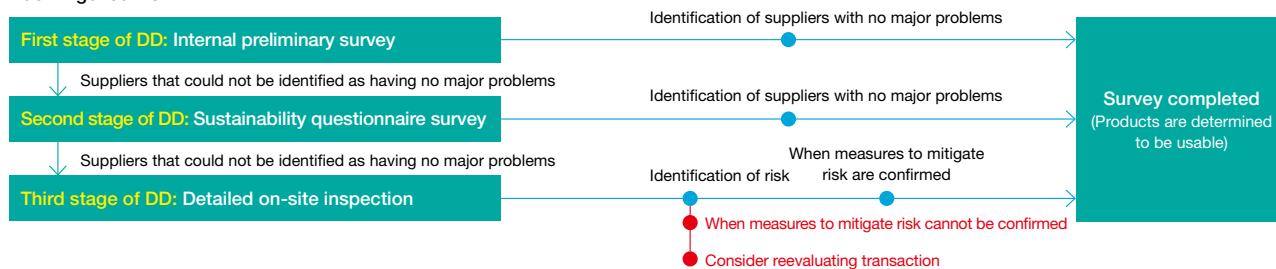 Identification of suppliers with no major problems
First stage of DD: Internal preliminary survey
Suppliers that could not be identified as having no major problems
Identification of suppliers with no major problems
Second stage of DD: Sustainability questionnaire survey
Survey completed
(Products are determined
to be usable)
Suppliers that could not be identified as having no major problems
When measures to mitigate
risk are confirmed
Identification of risk
Third stage of DD: Detailed on-site inspection
When measures to mitigate risk cannot be confirmed
Consider reevaluating transaction